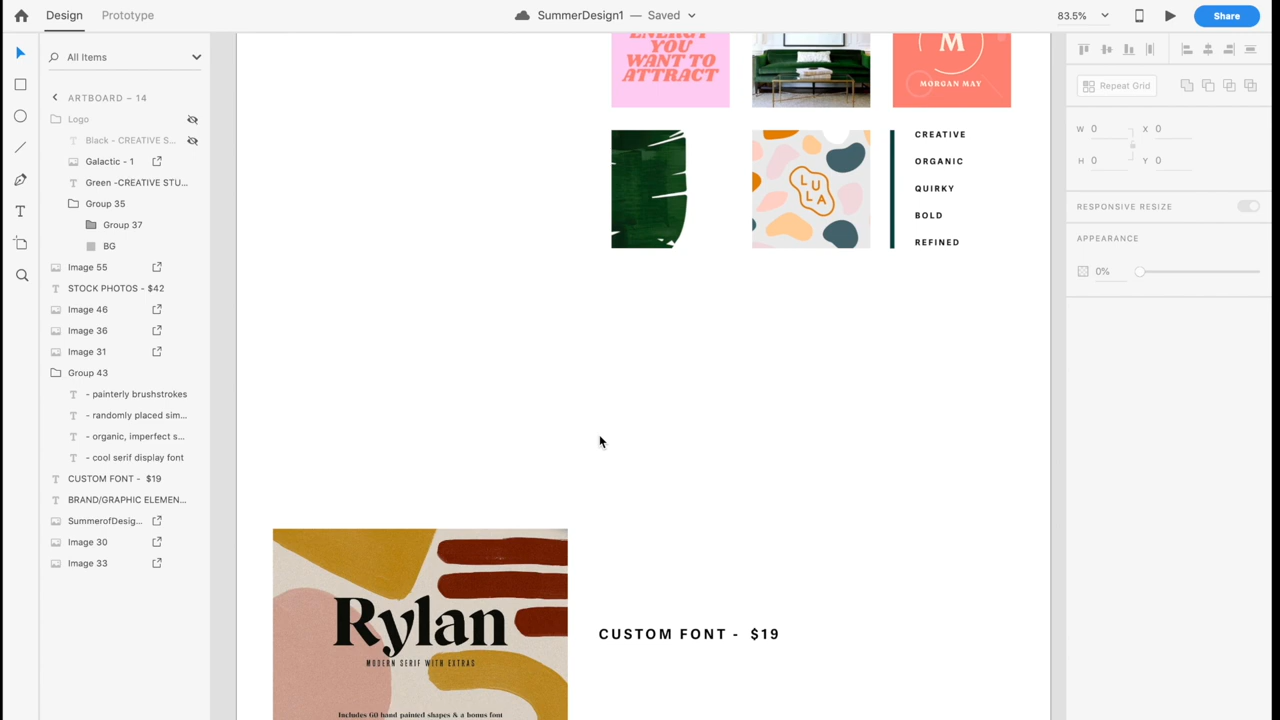 Design
Prototype
SummerDesign1 — Saved
83.5%
Share
All Items
ARTBOARD – 14
Logo
Black - CREATIVE S...
Galactic - 1
Green -CREATIVE STU...
Group 35
Group 37
BG
Image 55
STOCK PHOTOS - $42
Image 46
Image 36
Image 31
Group 43
- painterly brushstrokes
- randomly placed sim...
- organic, imperfect s...
- cool serif display font
CUSTOM FONT - $19
BRAND/GRAPHIC ELEMEN...
SummerofDesig...
Image 30
Image 33
ENERGY
YOU
WANT TO
ATTRACT
M
MORGAN MAY
LU
LA
CREATIVE
ORGANIC
QUIRKY
BOLD
REFINED
Rylan
MODERN SERIF WITH EXTRAS
Includes 60 hand painted shapes & a bonus font
CUSTOM FONT - $19
Repeat Grid
W 0
X 0
H 0
Y 0
RESPONSIVE RESIZE
APPEARANCE
0%